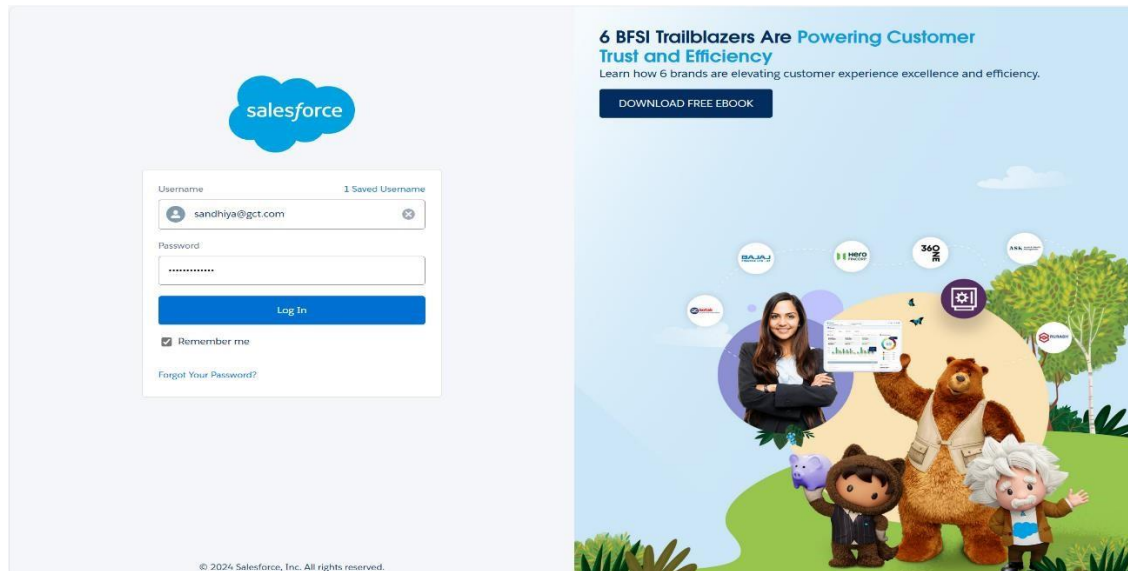 salesforce
Username
1 Saved Username
sandhiya@gct.com
Password
•••••••••••••
Log In
Remember me
Forgot Your Password?
© 2024 Salesforce, Inc. All rights reserved.
6 BFSI Trailblazers Are Powering Customer
Trust and Efficiency
Learn how 6 brands are elevating customer experience excellence and efficiency.
DOWNLOAD FREE EBOOK
BAJAJ
Hero
FINCORP
360
ONE
ASK